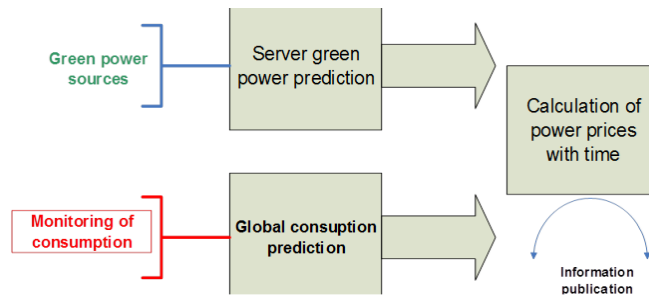 Green power
sources
Server green
power prediction
Calculation of
power prices
with time
Monitoring of
consumption
Global consuption
prediction
Information
publication